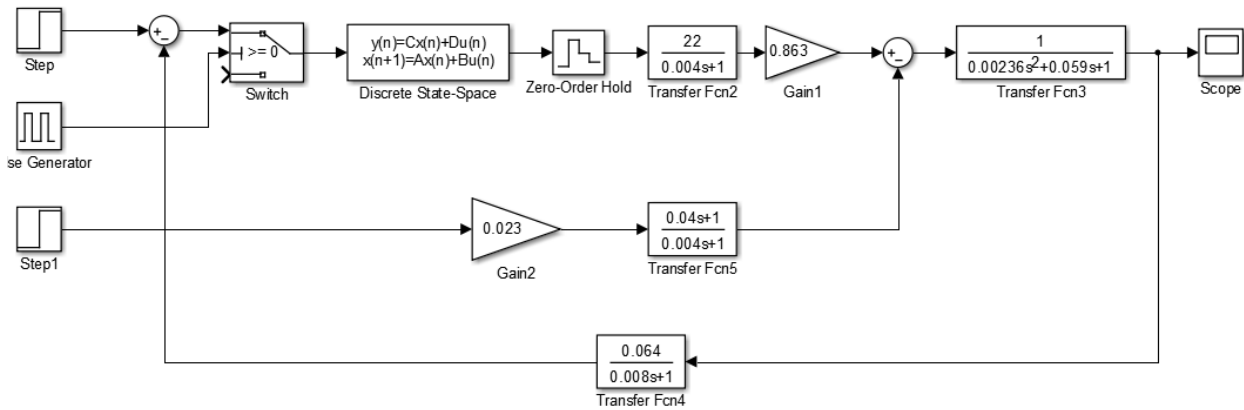 Step
+
−
>= 0
Switch
y(n)=Cx(n)+Du(n)
x(n+1)=Ax(n)+Bu(n)
Discrete State-Space
Zero-Order Hold
22
0.004s+1
Transfer Fcn2
0.863
Gain1
+
−
1
0.00236s²+0.059s+1
Transfer Fcn3
Scope
se Generator
Step1
0.023
Gain2
0.04s+1
0.004s+1
Transfer Fcn5
0.064
0.008s+1
Transfer Fcn4